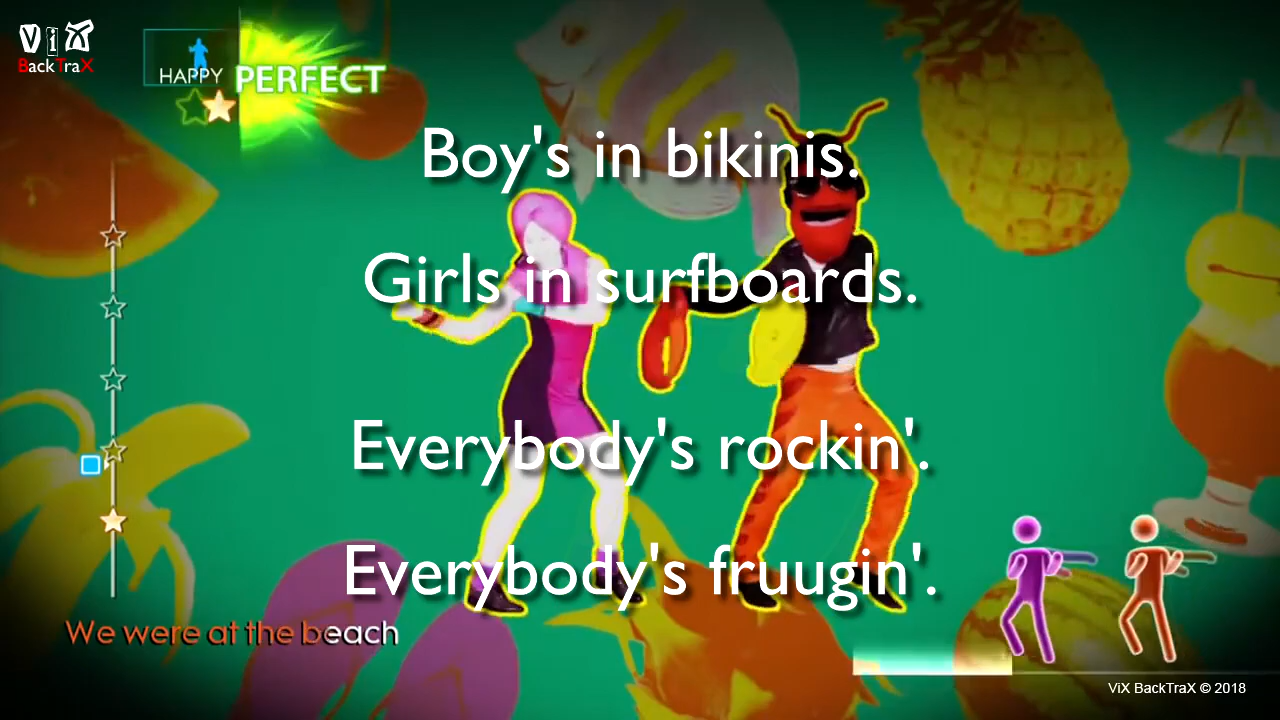 ViX
BackTraX
HAPPY PERFECT
Boy's in bikinis.
Girls in surfboards.
Everybody's rockin'.
Everybody's fruugin'.
We were at the beach
ViX BackTraX © 2018